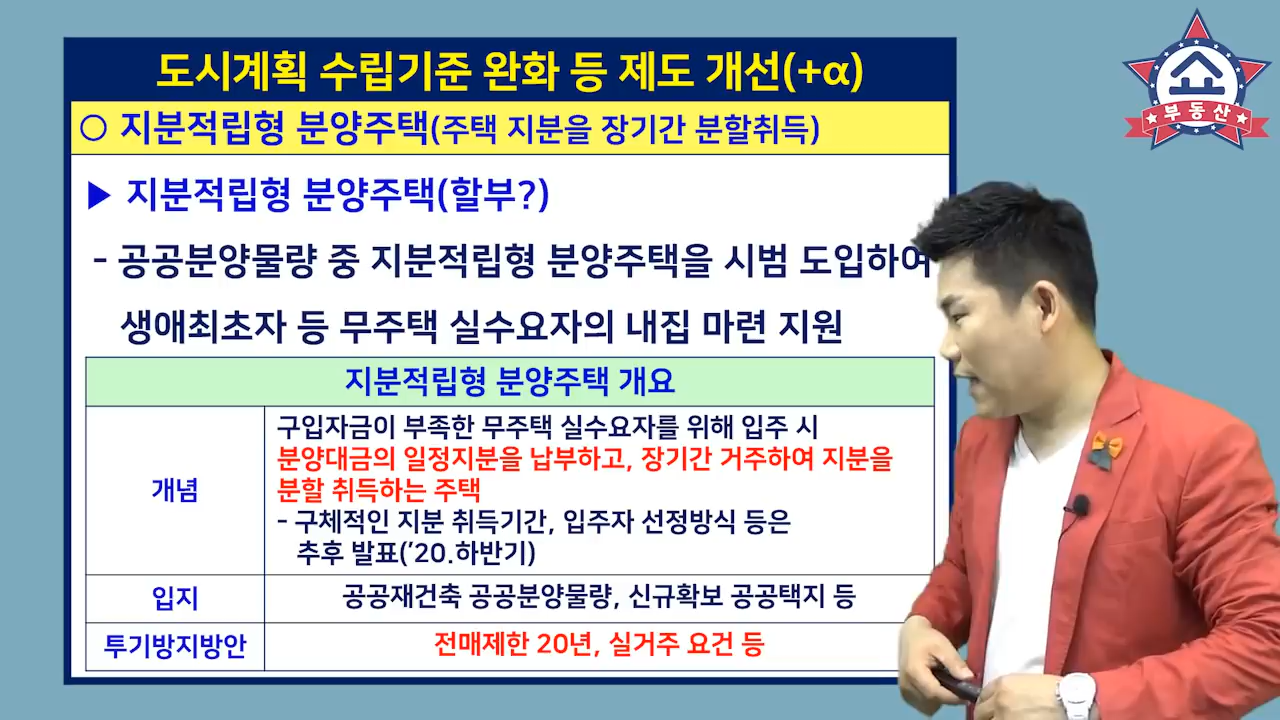 도시계획 수립기준 완화 등 제도 개선(+α)
○ 지분적립형 분양주택(주택 지분을 장기간 분할취득)
▶ 지분적립형 분양주택(할부?)
- 공공분양물량 중 지분적립형 분양주택을 시범 도입하여
생애최초자 등 무주택 실수요자의 내집 마련 지원
지분적립형 분양주택 개요
개념
구입자금이 부족한 무주택 실수요자를 위해 입주 시
분양대금의 일정지분을 납부하고, 장기간 거주하여 지분을
분할 취득하는 주택
- 구체적인 지분 취득기간, 입주자 선정방식 등은
추후 발표('20.하반기)
입지
공공재건축 공공분양물량, 신규확보 공공택지 등
투기방지방안
전매제한 20년, 실거주 요건 등
부동산